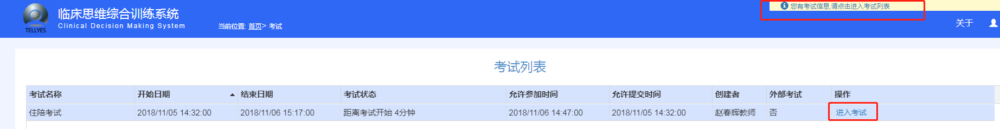 您有考试信息,请点击进入考试列表
临床思维综合训练系统
Clinical Decision Making System
TELLYES
当前位置: 首页> 考试
关于
考试列表
考试名称 开始日期 结束日期 考试状态 允许参加时间 允许提交时间 创建者 外部考试 操作
住陪考试 2018/11/05 14:32:00 2018/11/06 15:17:00 距离考试开始 4分钟 2018/11/06 14:47:00 2018/11/05 14:32:00 赵春辉教师 否 进入考试